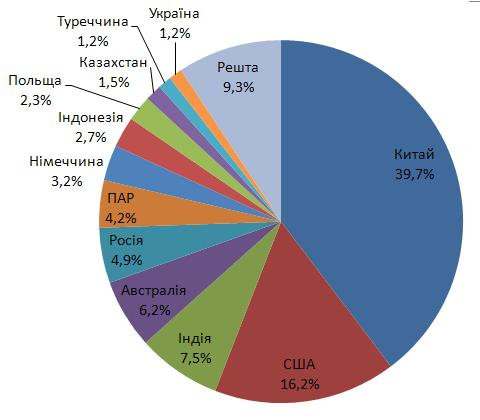 Китай
39,7%
США
16,2%
Індія
7,5%
Австралія
6,2%
Росія
4,9%
ПАР
4,2%
Німеччина
3,2%
Індонезія
2,7%
Польща
2,3%
Казахстан
1,5%
Туреччина
1,2%
Україна
1,2%
Решта
9,3%